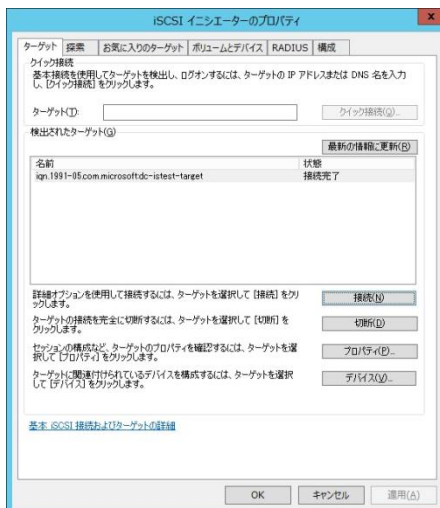 iSCSI イニシエーターのプロパティ
x
ターゲット 探索 お気に入りのターゲット ボリュームとデバイス RADIUS 構成
クイック接続
基本接続を使用してターゲットを検出し、ログオンするには、ターゲットの IP アドレスまたは DNS 名を入力
し、[クイック接続] をクリックします。
ターゲット(T): クイック接続(Q)...
検出されたターゲット(G)
最新の情報に更新(R)
名前 状態
iqn.1991-05.com.microsoft:dc-istest-target 接続完了
詳細オプションを使用して接続するには、ターゲットを選択して [接続] をクリ
ックします。
接続(N)
ターゲットの接続を完全に切断するには、ターゲットを選択して [切断] を
クリックします。
切断(D)
セッションの構成など、ターゲットのプロパティを確認するには、ターゲットを選
択して [プロパティ] をクリックします。
プロパティ(P)...
ターゲットに関連付けられているデバイスを構成するには、ターゲットを選択
して [デバイス] をクリックします。
デバイス(V)...
基本 iSCSI 接続およびターゲットの詳細
OK キャンセル 適用(A)